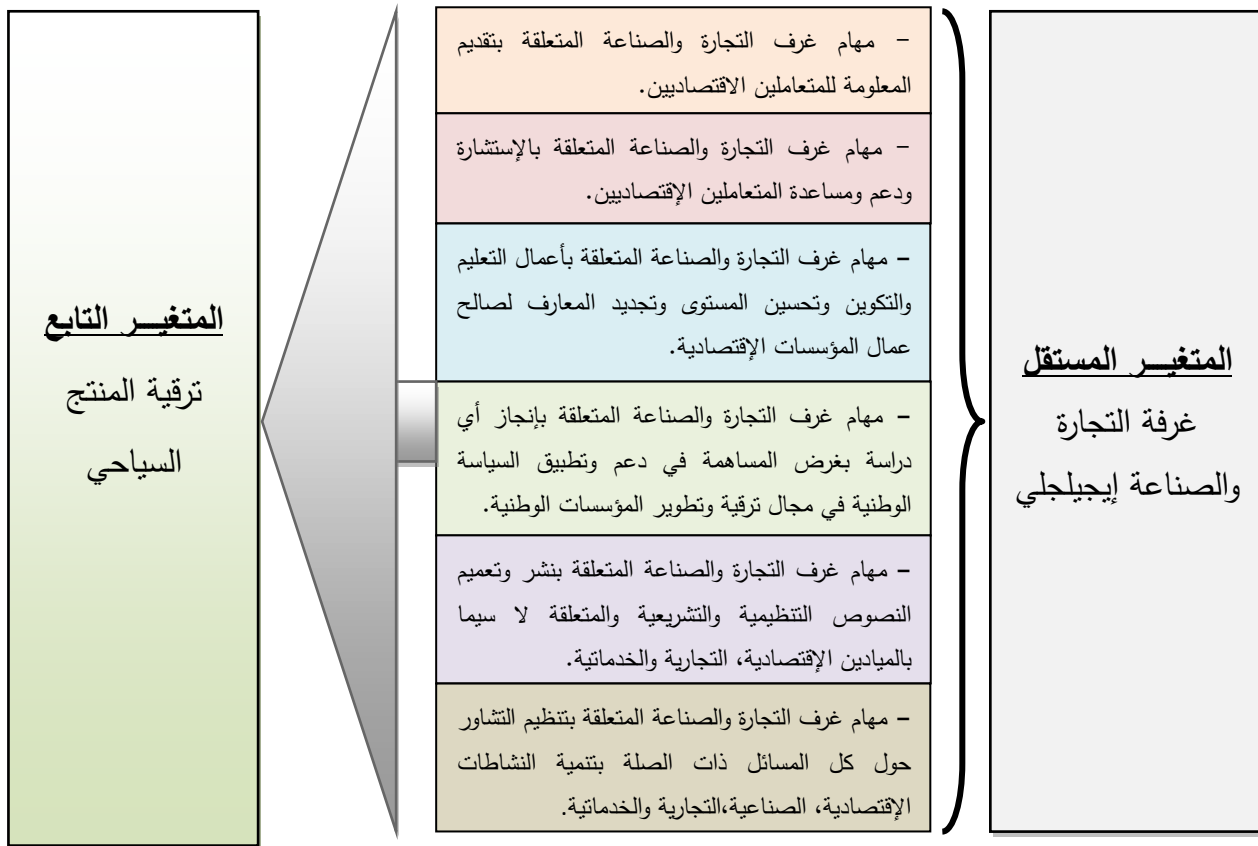 المتغيـــر المستقل
غرفة التجارة
والصناعة إيجيلجلي
– مهام غرف التجارة والصناعة المتعلقة بتقديم
المعلومة للمتعاملين الاقتصاديين.
– مهام غرف التجارة والصناعة المتعلقة بالإستشارة
ودعم ومساعدة المتعاملين الإقتصاديين.
– مهام غرف التجارة والصناعة المتعلقة بأعمال التعليم
والتكوين وتحسين المستوى وتجديد المعارف لصالح
عمال المؤسسات الإقتصادية.
– مهام غرف التجارة والصناعة المتعلقة بإنجاز أي
دراسة بغرض المساهمة في دعم وتطبيق السياسة
الوطنية في مجال ترقية وتطوير المؤسسات الوطنية.
– مهام غرف التجارة والصناعة المتعلقة بنشر وتعميم
النصوص التنظيمية والتشريعية والمتعلقة لا سيما
بالميادين الإقتصادية، التجارية والخدماتية.
– مهام غرف التجارة والصناعة المتعلقة بتنظيم التشاور
حول كل المسائل ذات الصلة بتنمية النشاطات
الإقتصادية، الصناعية،التجارية والخدماتية.
المتغيـــر التابع
ترقية المنتج
السياحي